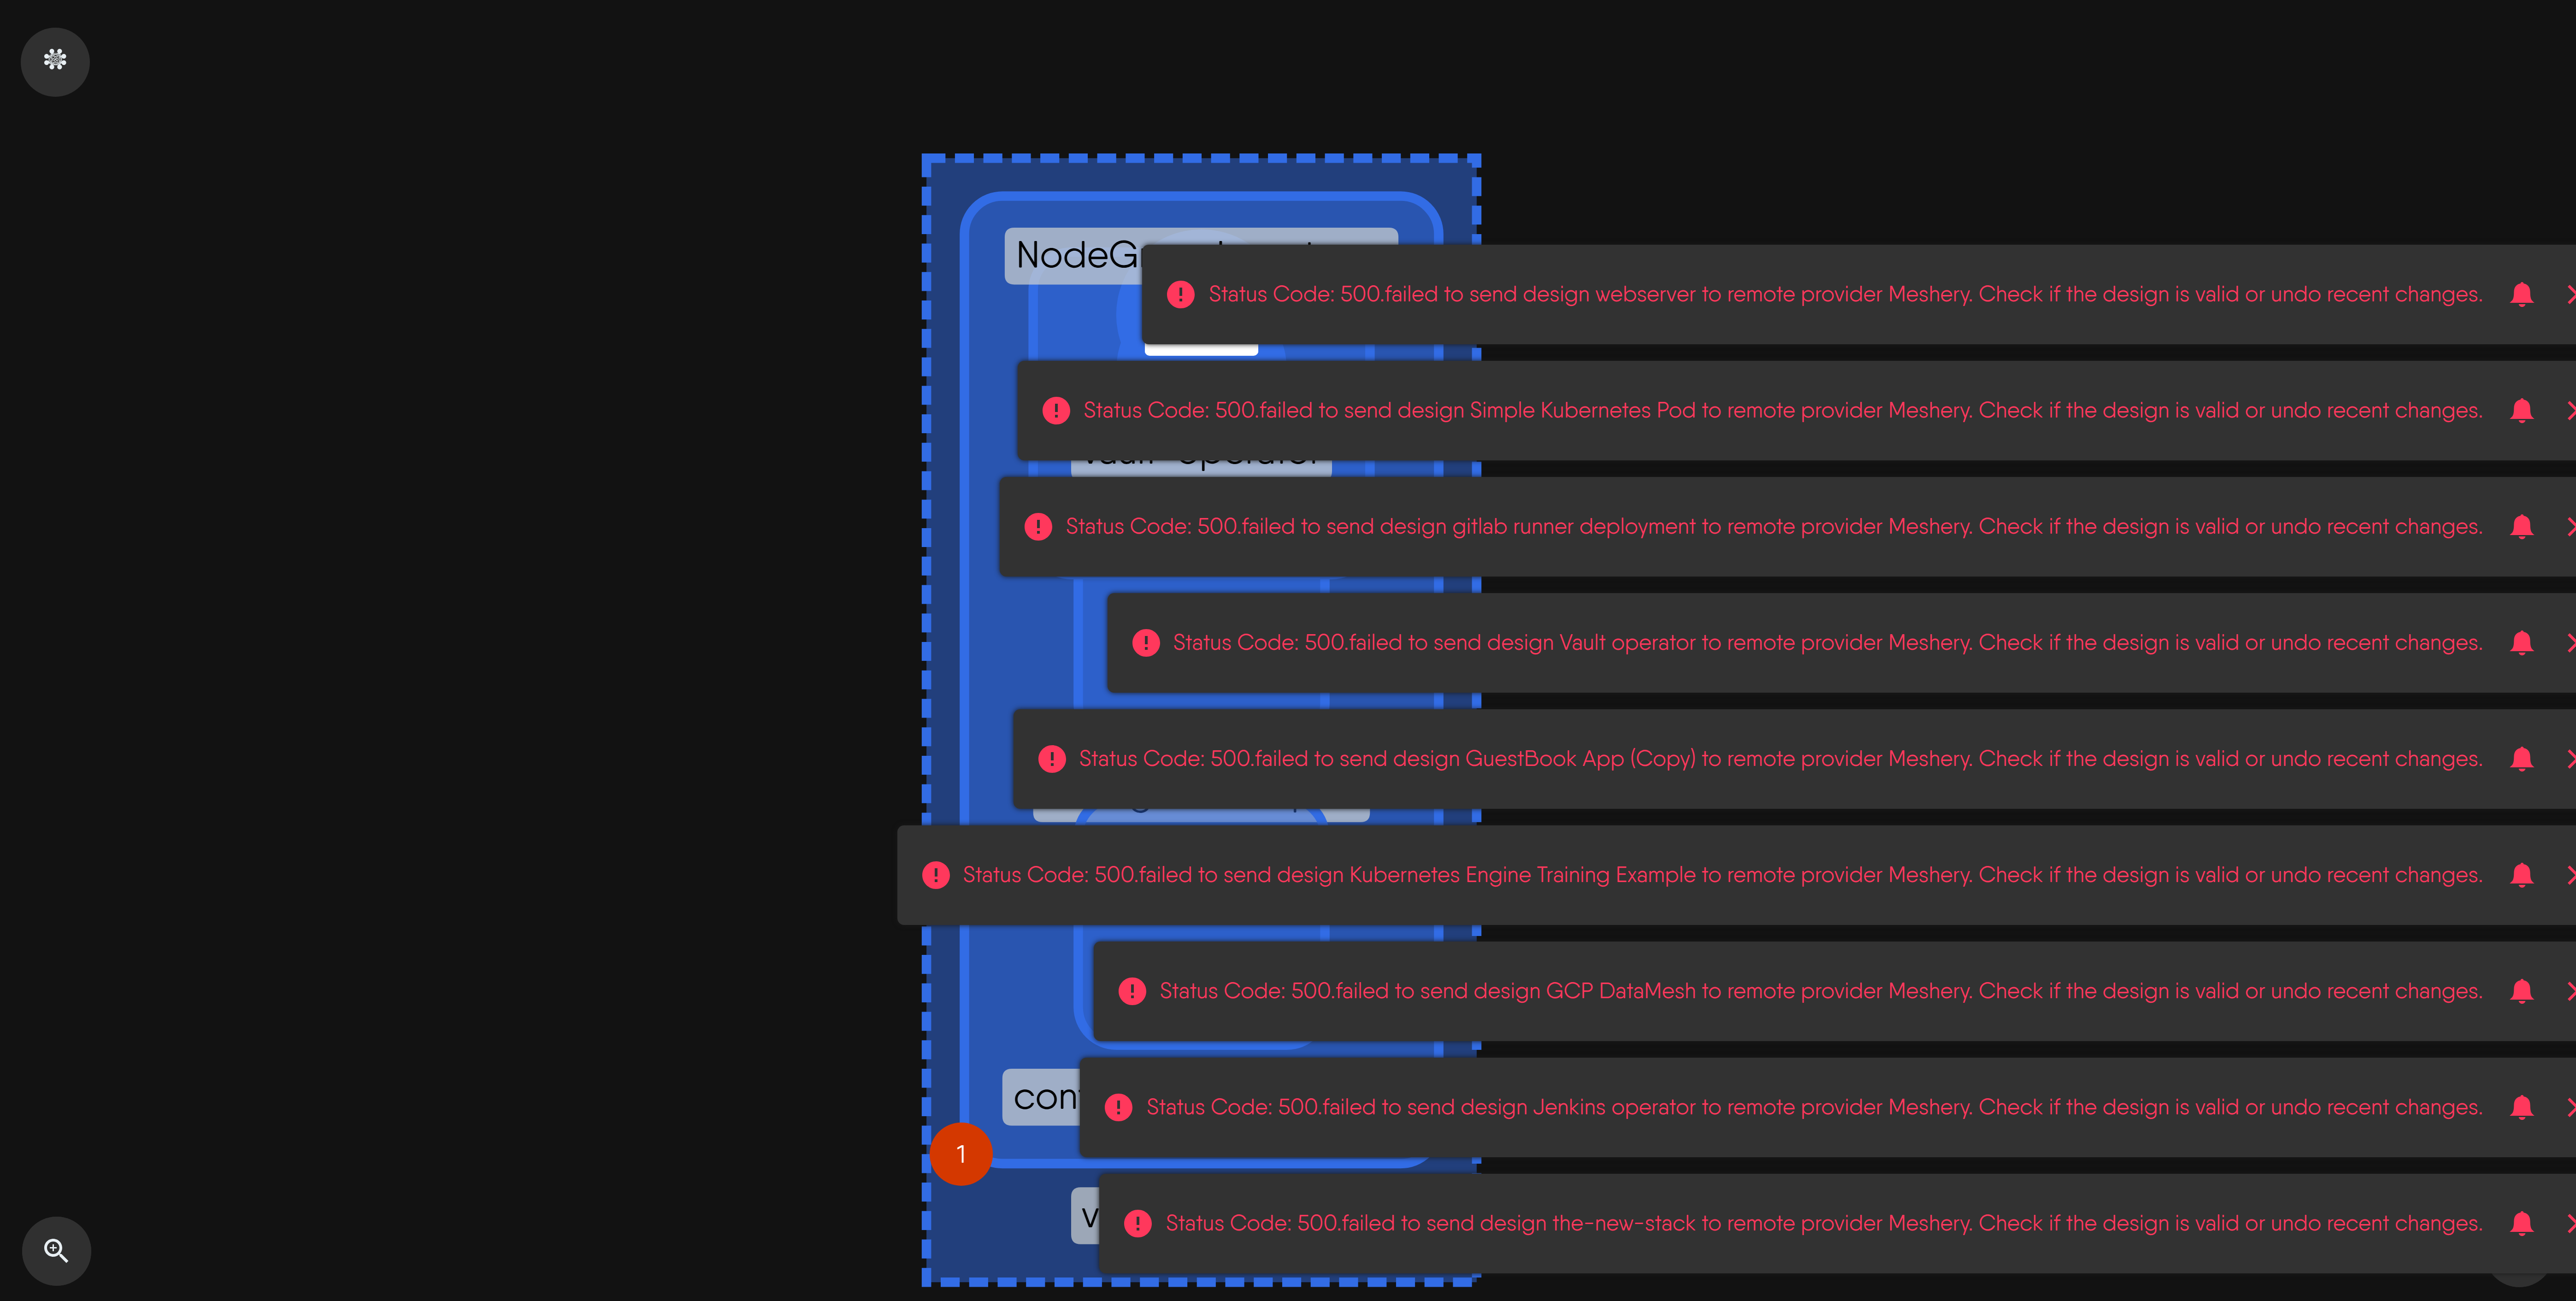 NodeGr
Status Code: 500.failed to send design webserver to remote provider Meshery. Check if the design is valid or undo recent changes.
Status Code: 500.failed to send design Simple Kubernetes Pod to remote provider Meshery. Check if the design is valid or undo recent changes.
Status Code: 500.failed to send design gitlab runner deployment to remote provider Meshery. Check if the design is valid or undo recent changes.
Status Code: 500.failed to send design Vault operator to remote provider Meshery. Check if the design is valid or undo recent changes.
Status Code: 500.failed to send design GuestBook App (Copy) to remote provider Meshery. Check if the design is valid or undo recent changes.
Status Code: 500.failed to send design Kubernetes Engine Training Example to remote provider Meshery. Check if the design is valid or undo recent changes.
Status Code: 500.failed to send design GCP DataMesh to remote provider Meshery. Check if the design is valid or undo recent changes.
con
Status Code: 500.failed to send design Jenkins operator to remote provider Meshery. Check if the design is valid or undo recent changes.
1
Status Code: 500.failed to send design the-new-stack to remote provider Meshery. Check if the design is valid or undo recent changes.